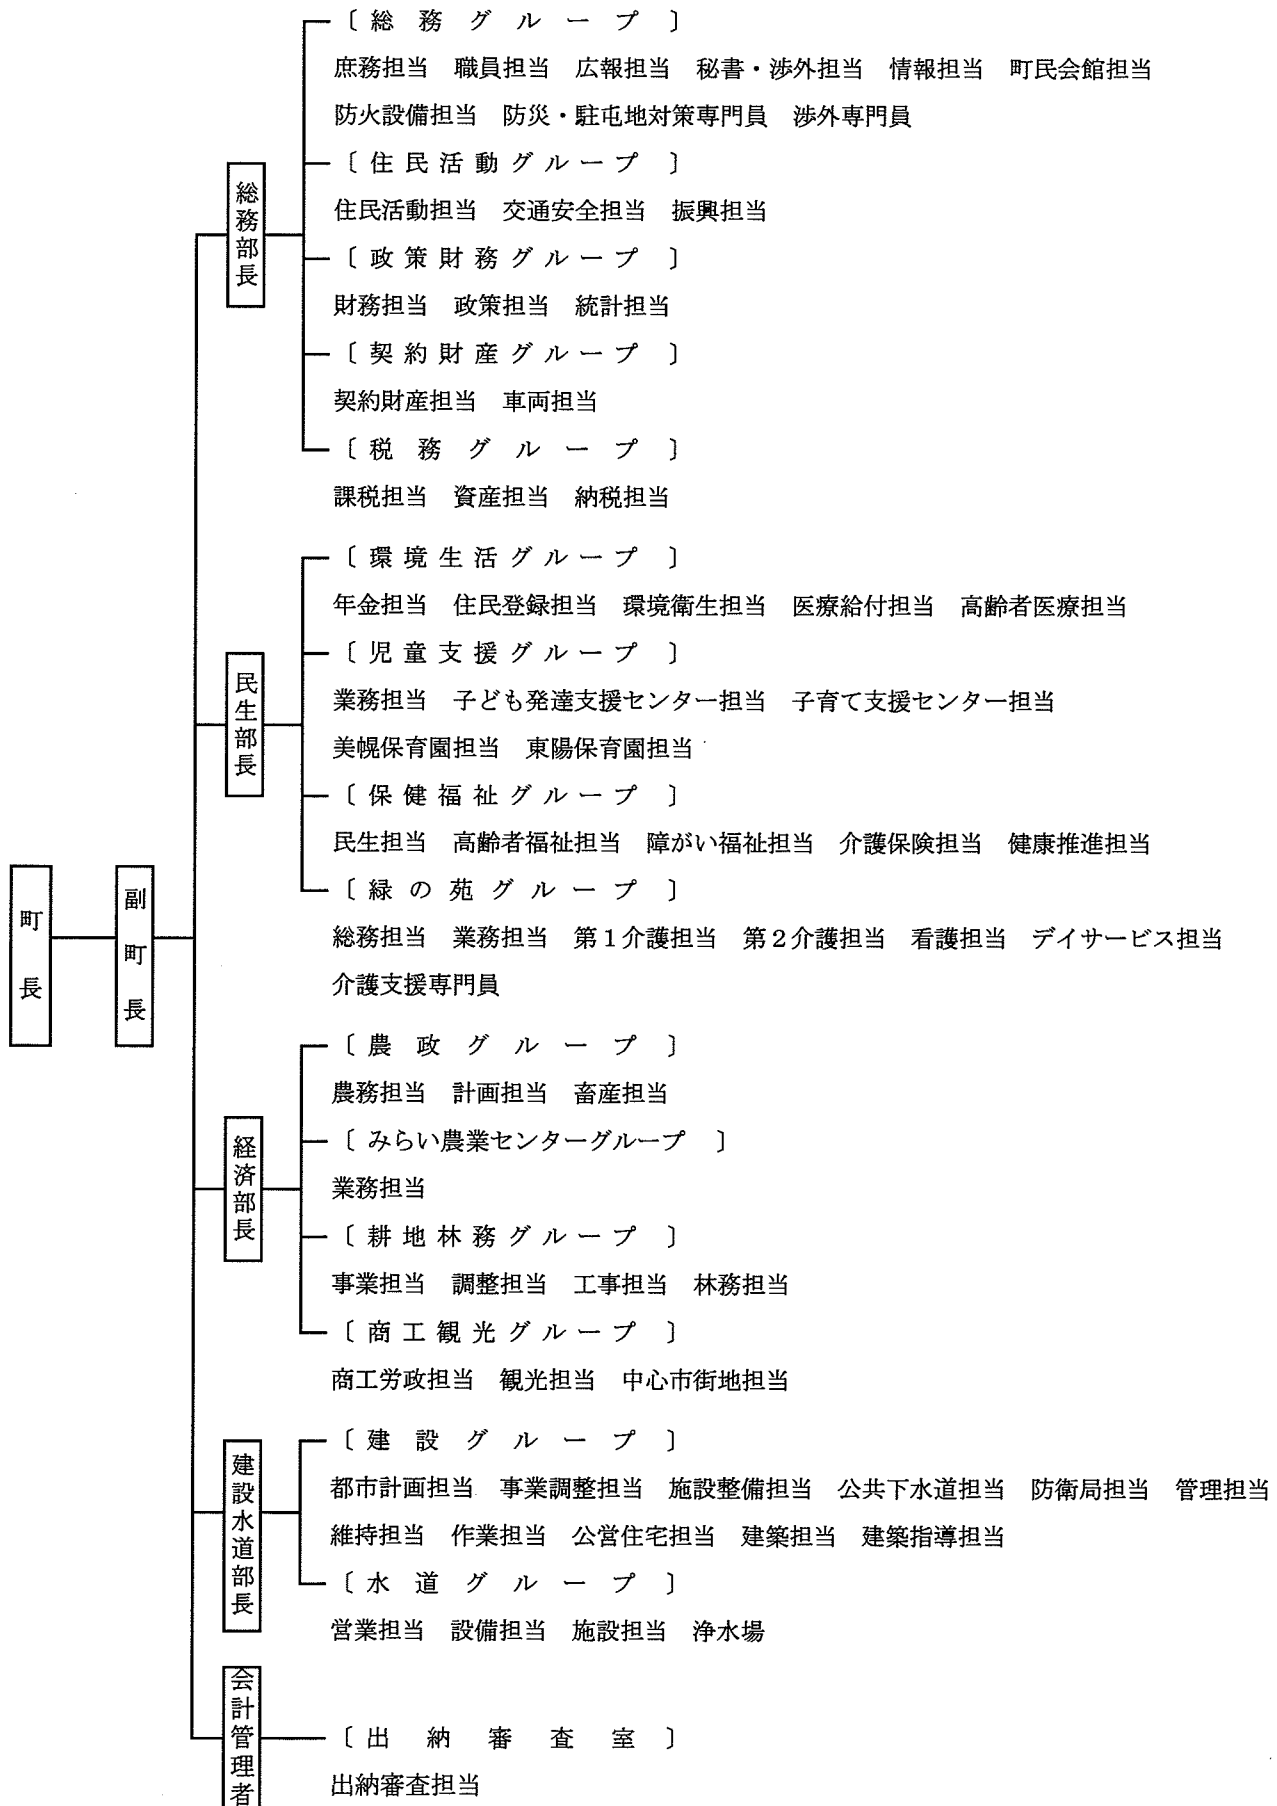 町長
副町長
総務部長
〔総務グループ〕
庶務担当　職員担当　広報担当　秘書・渉外担当　情報担当　町民会館担当
防火設備担当　防災・駐屯地対策専門員　渉外専門員
〔住民活動グループ〕
住民活動担当　交通安全担当　振興担当
〔政策財務グループ〕
財務担当　政策担当　統計担当
〔契約財産グループ〕
契約財産担当　車両担当
〔税務グループ〕
課税担当　資産担当　納税担当
民生部長
〔環境生活グループ〕
年金担当　住民登録担当　環境衛生担当　医療給付担当　高齢者医療担当
〔児童支援グループ〕
業務担当　子ども発達支援センター担当　子育て支援センター担当
美幌保育園担当　東陽保育園担当
〔保健福祉グループ〕
民生担当　高齢者福祉担当　障がい福祉担当　介護保険担当　健康推進担当
〔緑の苑グループ〕
総務担当　業務担当　第１介護担当　第２介護担当　看護担当　デイサービス担当
介護支援専門員
経済部長
〔農政グループ〕
農務担当　計画担当　畜産担当
〔みらい農業センターグループ〕
業務担当
〔耕地林務グループ〕
事業担当　調整担当　工事担当　林務担当
〔商工観光グループ〕
商工労政担当　観光担当　中心市街地担当
建設水道部長
〔建設グループ〕
都市計画担当　事業調整担当　施設整備担当　公共下水道担当　防衛局担当　管理担当
維持担当　作業担当　公営住宅担当　建築担当　建築指導担当
〔水道グループ〕
営業担当　設備担当　施設担当　浄水場
会計管理者
〔出納審査室〕
出納審査担当